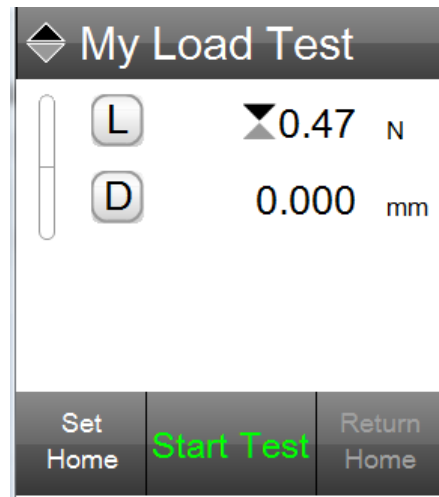 My Load Test
L 0.47 N
D 0.000 mm
Set Home
Start Test
Return Home